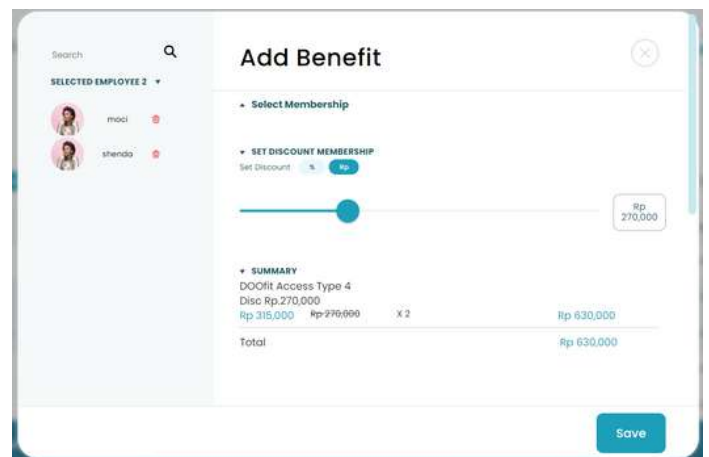 Search
SELECTED EMPLOYEE 2
moci
shenda
Add Benefit
Select Membership
SET DISCOUNT MEMBERSHIP
Set Discount % Rp
Rp
270,000
SUMMARY
DOOfit Access Type 4
Disc Rp.270,000
Rp 315,000 Rp 270,000 X 2 Rp 630,000
Total Rp 630,000
Save